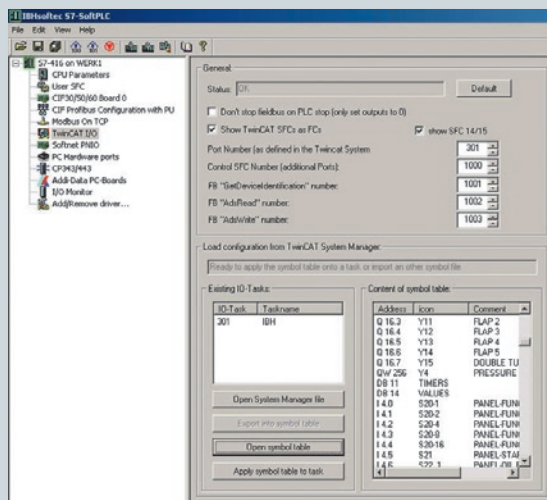 IBHsoftec S7-SoftPLC
File Edit View Help
S7-416 on WERK1
CPU Parameters
User SFC
CIF30/50/60 Board 0
CIF Profibus Configuration with PU
Modbus On TCP
TwinCAT I/O
Softnet PNIO
PC Hardware ports
CP343/443
Addi-Data PC-Boards
I/O Monitor
Add/Remove driver...
General
Status: OK
Default
Don't stop fieldbus on PLC stop (only set outputs to 0)
Show TwinCAT SFCs as FCs
show SFC 14/15
Port Number (as defined in the Twincat System 301
Control SFC Number (additional Ports): 1000
FB "GetDeviceIdentification" number: 1001
FB "AdsRead" number: 1002
FB "AdsWrite" number: 1003
Load configuration from TwinCAT System Manager:
Ready to apply the symbol table onto a task or import an other symbol file
Existing IO-Tasks:
IO-Task Taskname
301 IBH
Open System Manager file
Export into symbol table
Open symbol table
Apply symbol table to task
Content of symbol table:
Address icon Comment
Q 16.3 Y11 FLAP 2
Q 16.4 Y12 FLAP 3
Q 16.5 Y13 FLAP 4
Q 16.6 Y14 FLAP 5
Q 16.7 Y15 DOUBLE TU
QW 256 Y4 PRESSURE
DB 11 TIMERS
DB 14 VALUES
I 4.0 S20-1 PANEL-FUN
I 4.1 S20-2 PANEL-FUN
I 4.2 S20-4 PANEL-FUN
I 4.3 S20-8 PANEL-FUN
I 4.4 S20-16 PANEL-FUN
I 4.5 S21 PANEL-STA
I 4.6 S22.1